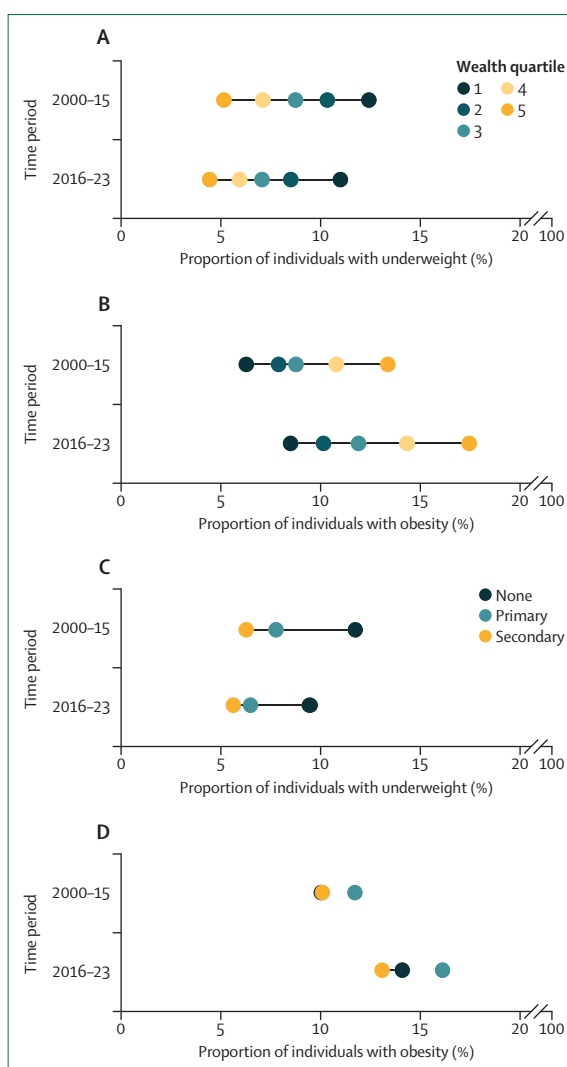 A
Wealth quartile
1 4
2 5
3
Time period
2000–15
2016–23
0 5 10 15 20 100
Proportion of individuals with underweight (%)
B
Time period
2000–15
2016–23
0 5 10 15 20 100
Proportion of individuals with obesity (%)
C
None
Primary
Secondary
Time period
2000–15
2016–23
0 5 10 15 20 100
Proportion of individuals with underweight (%)
D
Time period
2000–15
2016–23
0 5 10 15 20 100
Proportion of individuals with obesity (%)